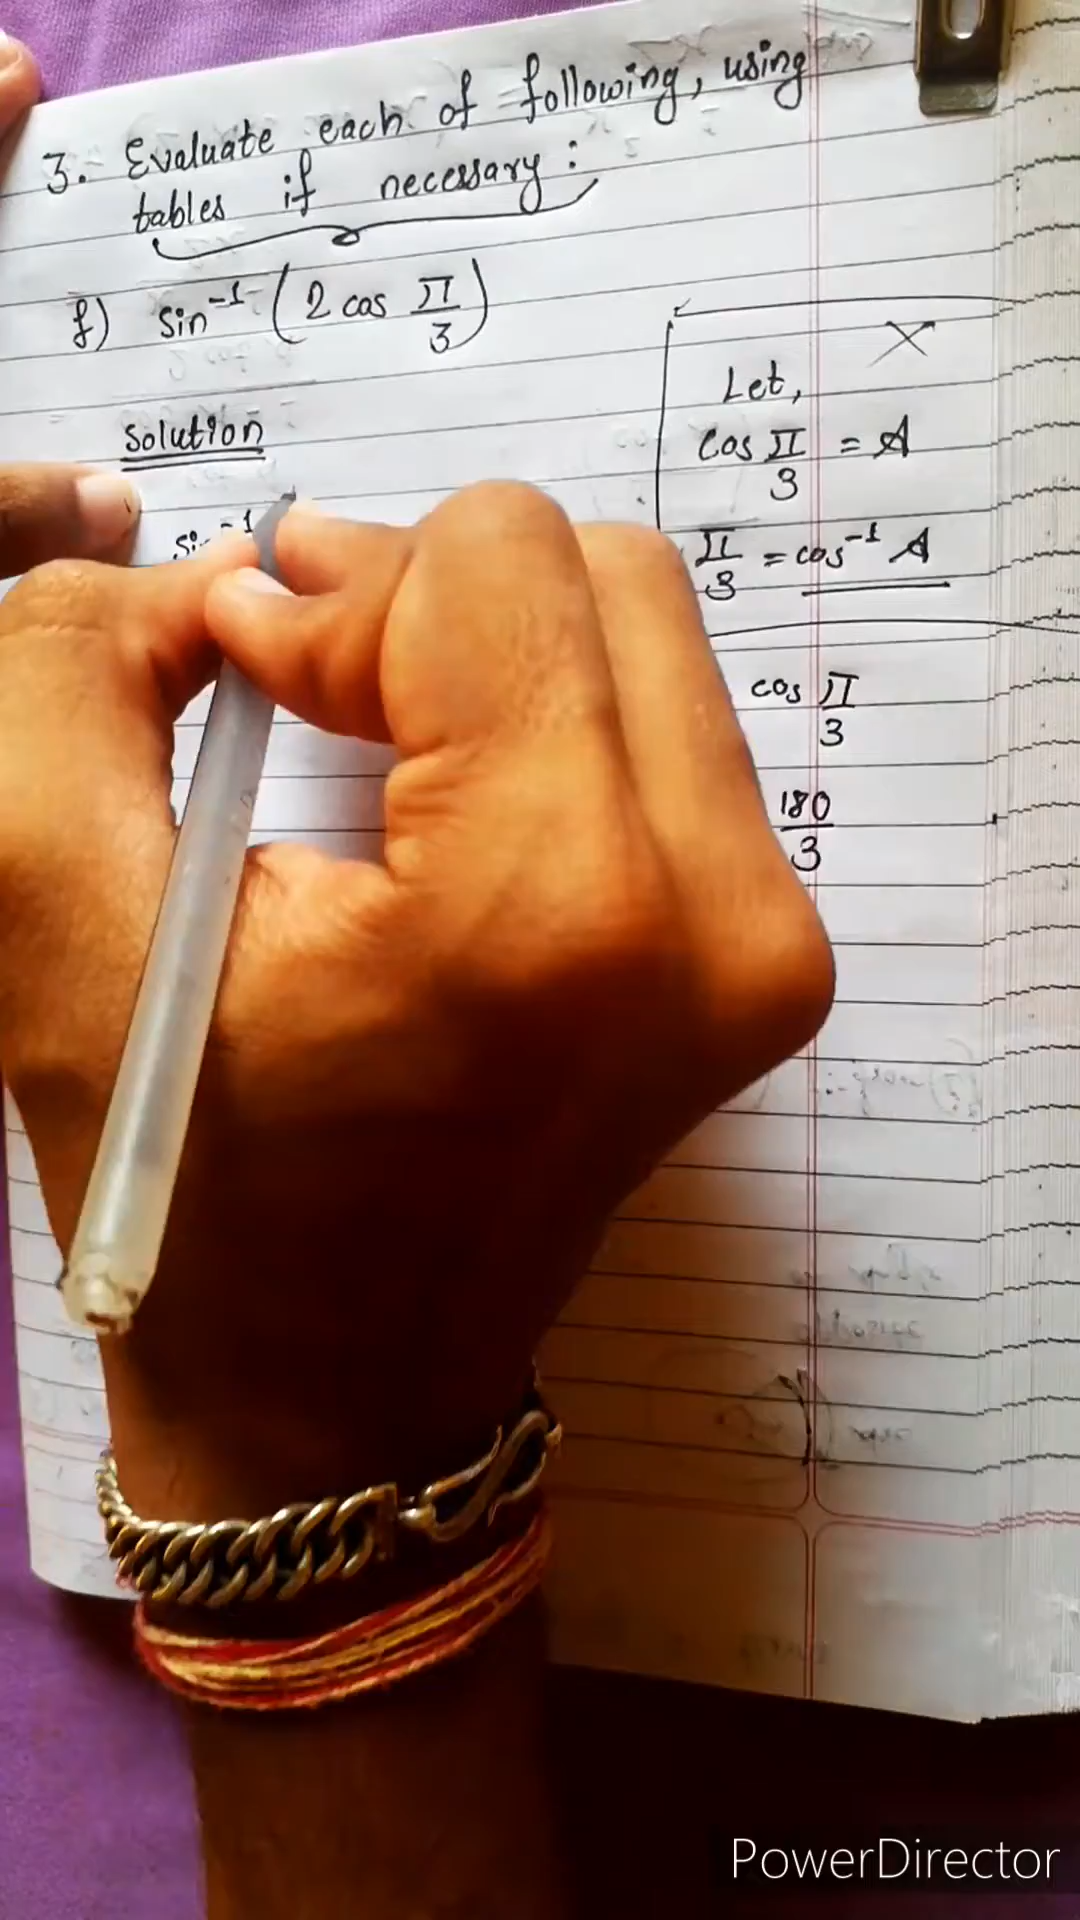 3. Evaluate each of following, using
tables if necessary:
f) sin⁻¹ (2 cos π/3)
Solution
Let,
cos π/3 = A
π/3 = cos⁻¹ A
cos π/3
180/3
PowerDirector